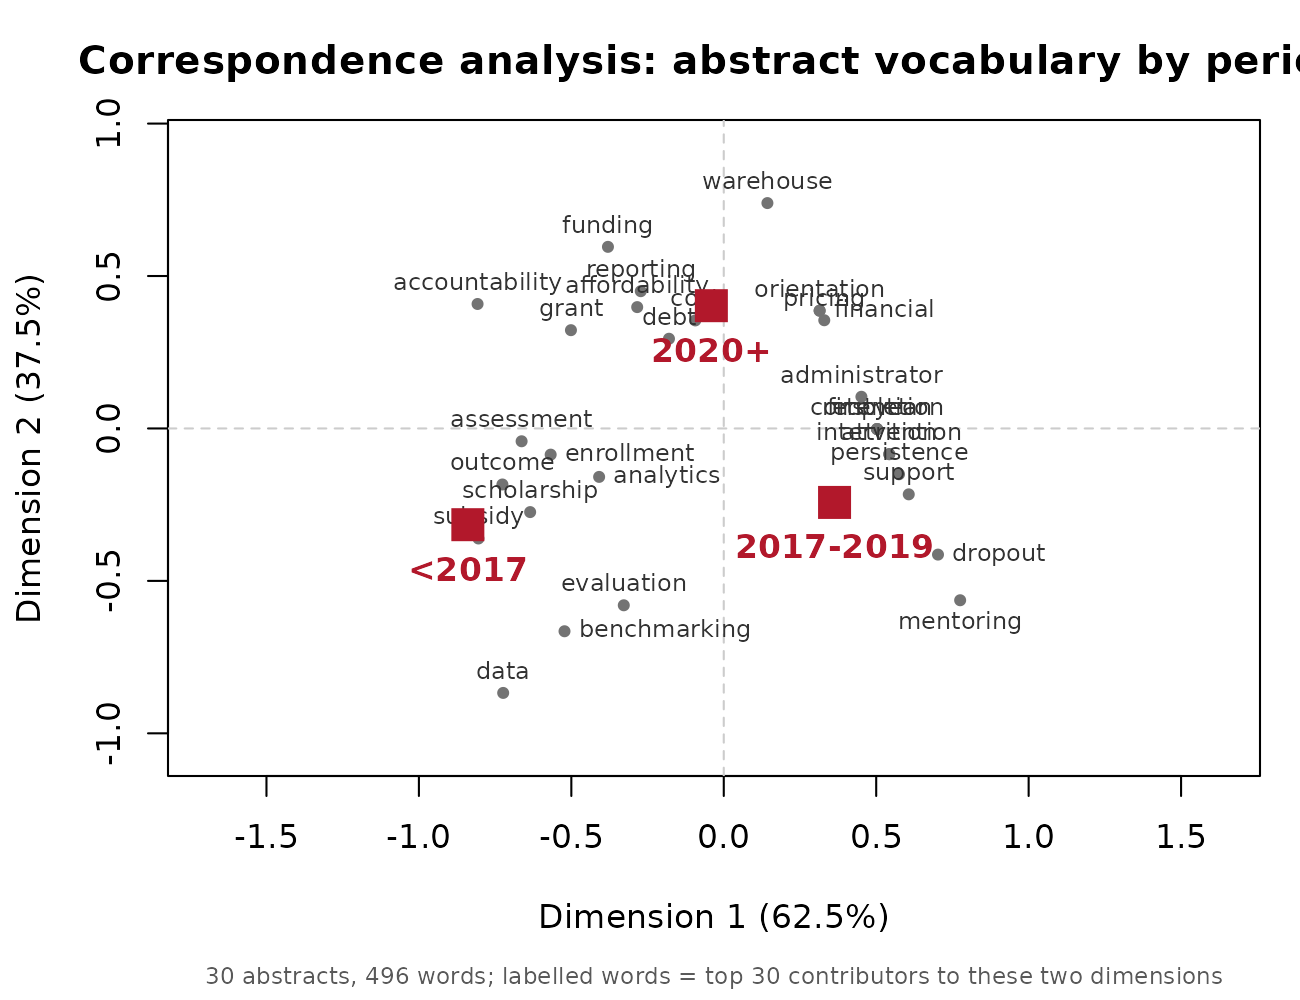 Correspondence analysis: abstract vocabulary by peri
Dimension 2 (37.5%)
1.0
0.5
0.0
-0.5
-1.0
warehouse
funding
reporting
accountability
affordability
orientation
pricing
grant
financial
debt
2020+
administrator
assessment
persistence
enrollment
outcome
support
analytics
scholarship
subsidy
2017-2019
dropout
<2017
evaluation
mentoring
benchmarking
data
-1.5
-1.0
-0.5
0.0
0.5
1.0
1.5
Dimension 1 (62.5%)
30 abstracts, 496 words; labelled words = top 30 contributors to these two dimensions